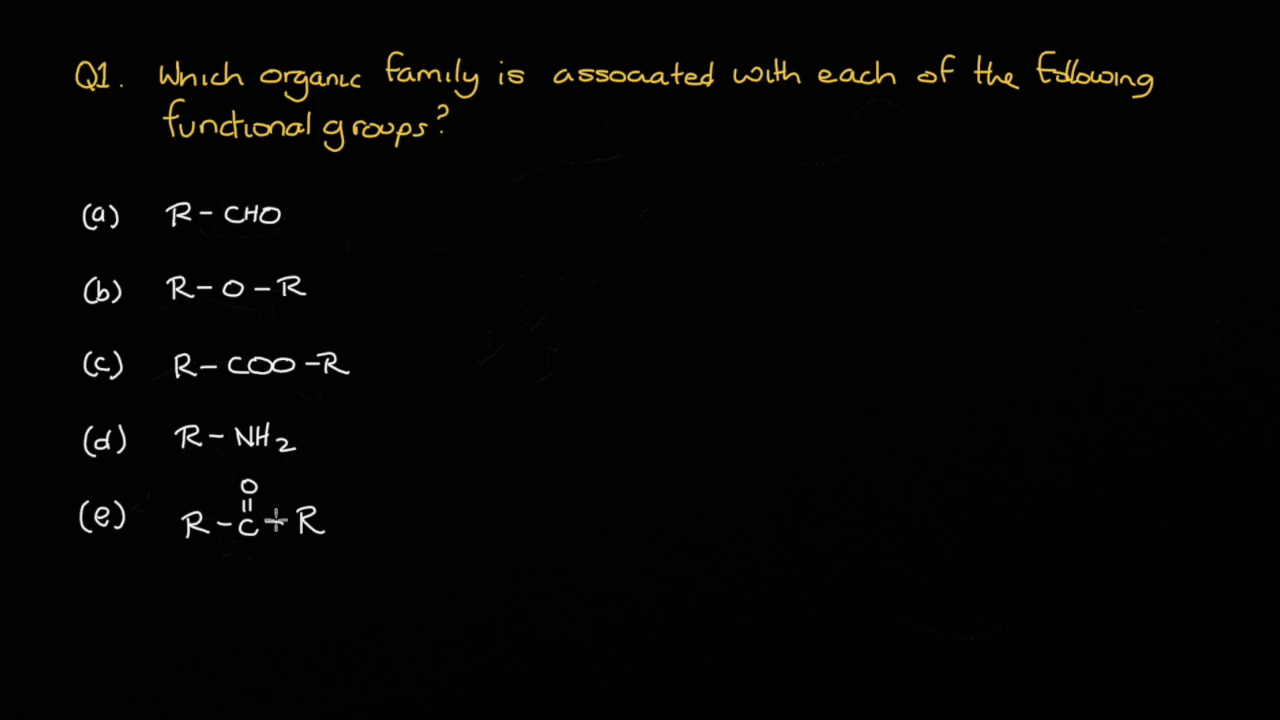 Q1. Which organic family is associated with each of the following
functional groups?
(a) R - CHO
(b) R - O - R
(c) R - COO - R
(d) R - NH2
O
||
(e) R - C - R